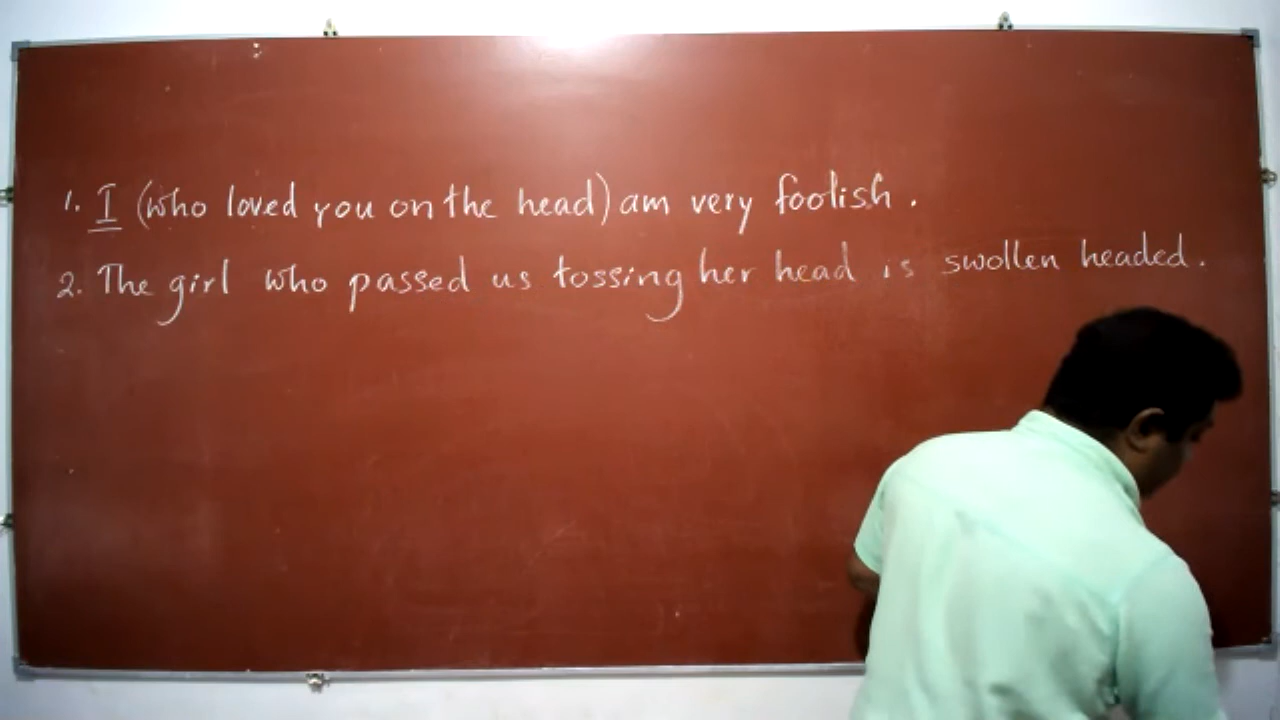 1. I (who loved you on the head) am very foolish.
2. The girl who passed us tossing her head is swollen headed.